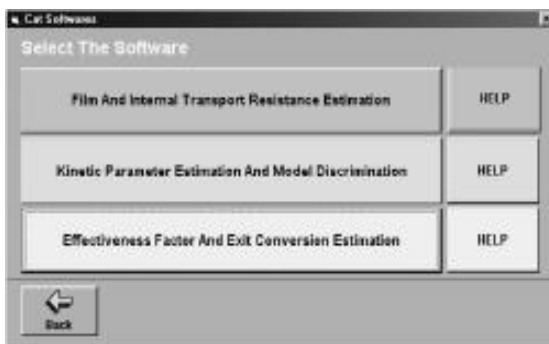 Cat Softwares
Select The Software
Film And Internal Transport Resistance Estimation
HELP
Kinetic Parameter Estimation And Model Discrimination
HELP
Effectiveness Factor And Exit Conversion Estimation
HELP
Back